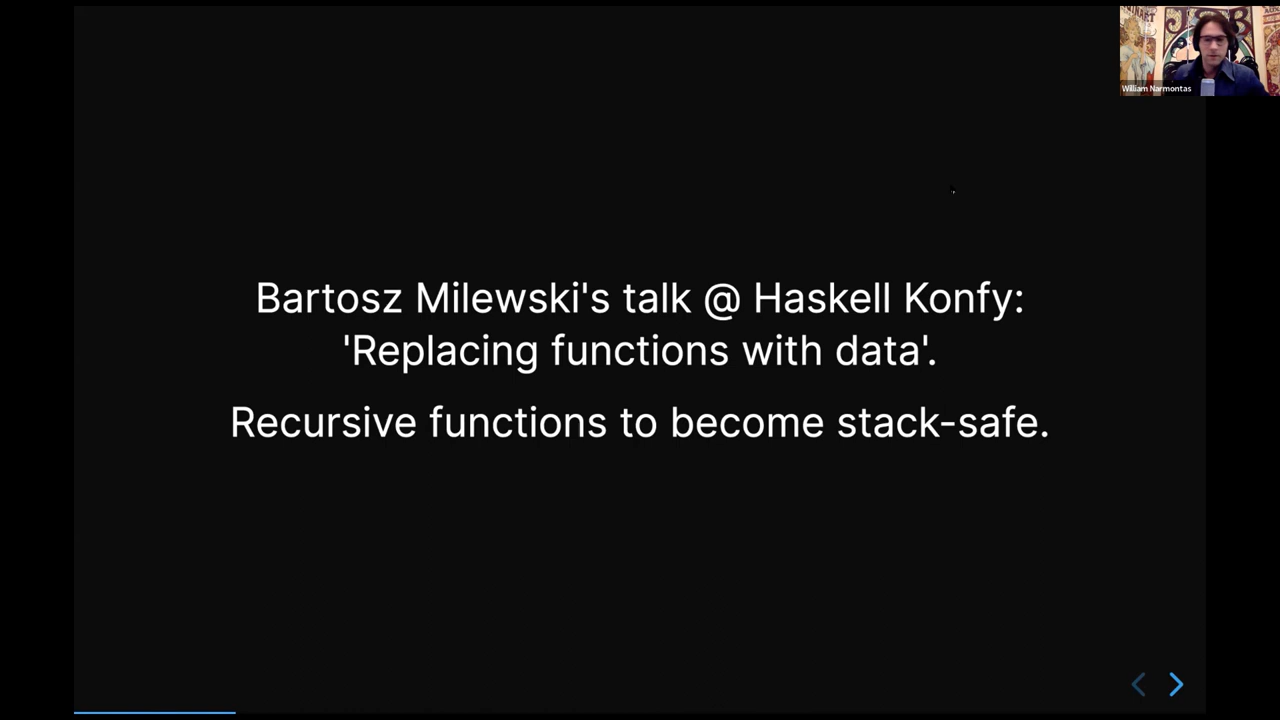 William Narmontas
Bartosz Milewski's talk @ Haskell Konfy:
'Replacing functions with data'.
Recursive functions to become stack-safe.